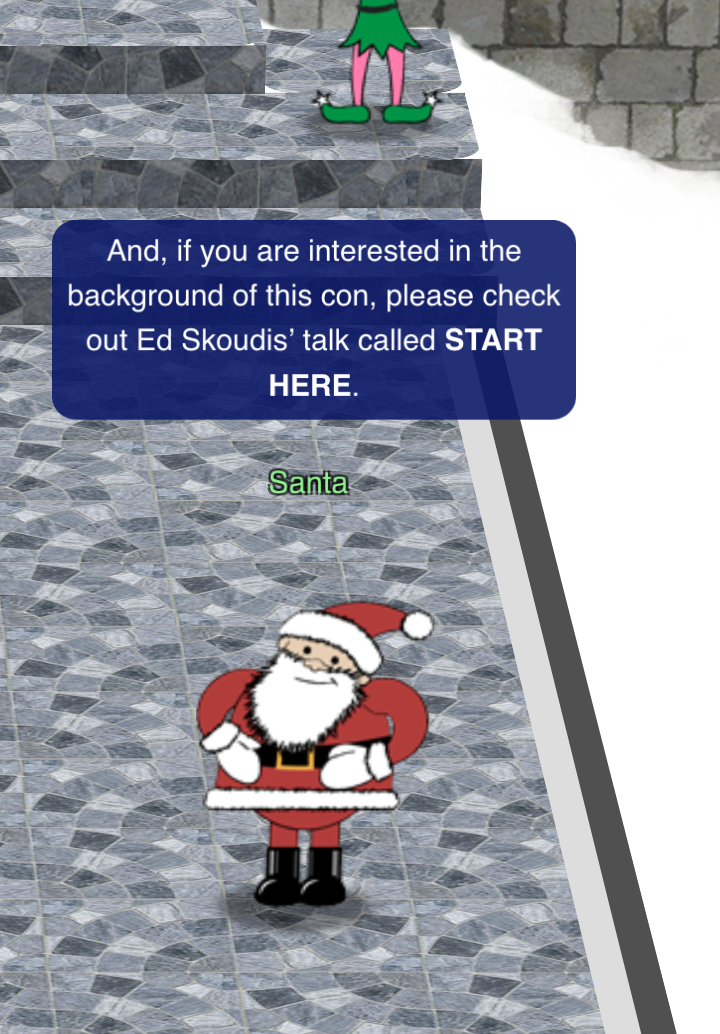 And, if you are interested in the
background of this con, please check
out Ed Skoudis’ talk called START
HERE.
Santa